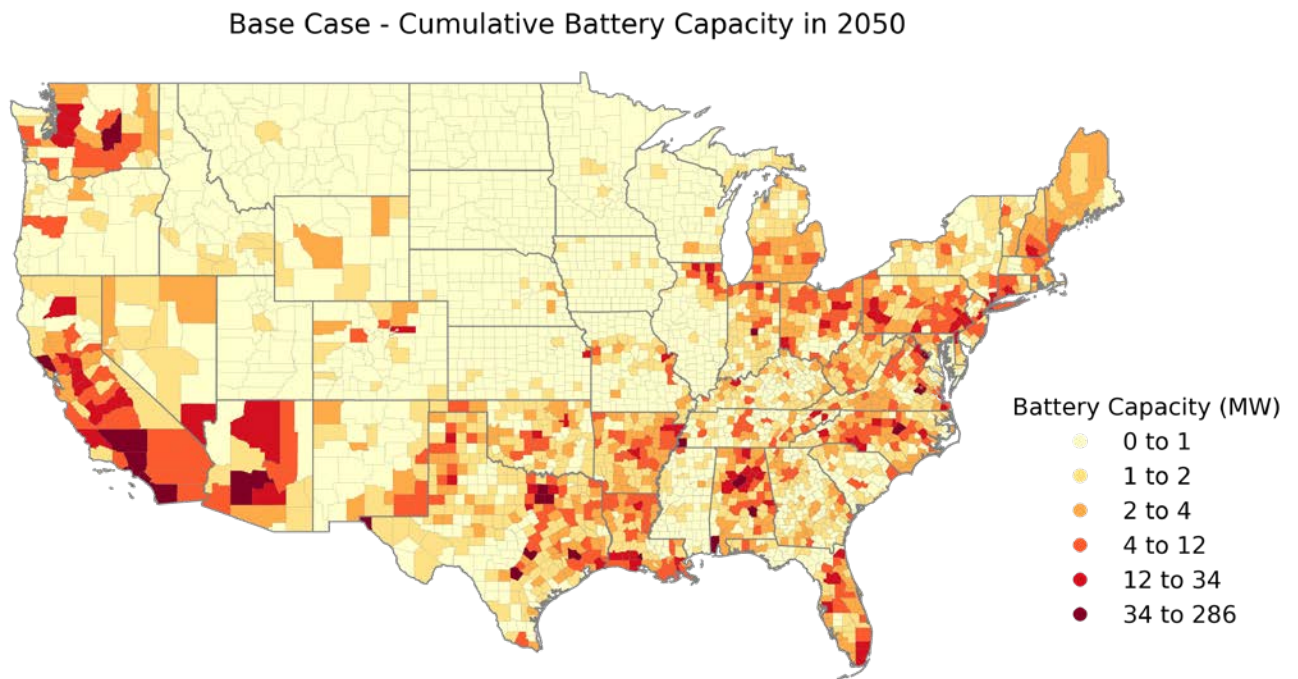 Base Case - Cumulative Battery Capacity in 2050
Battery Capacity (MW)
0 to 1
1 to 2
2 to 4
4 to 12
12 to 34
34 to 286